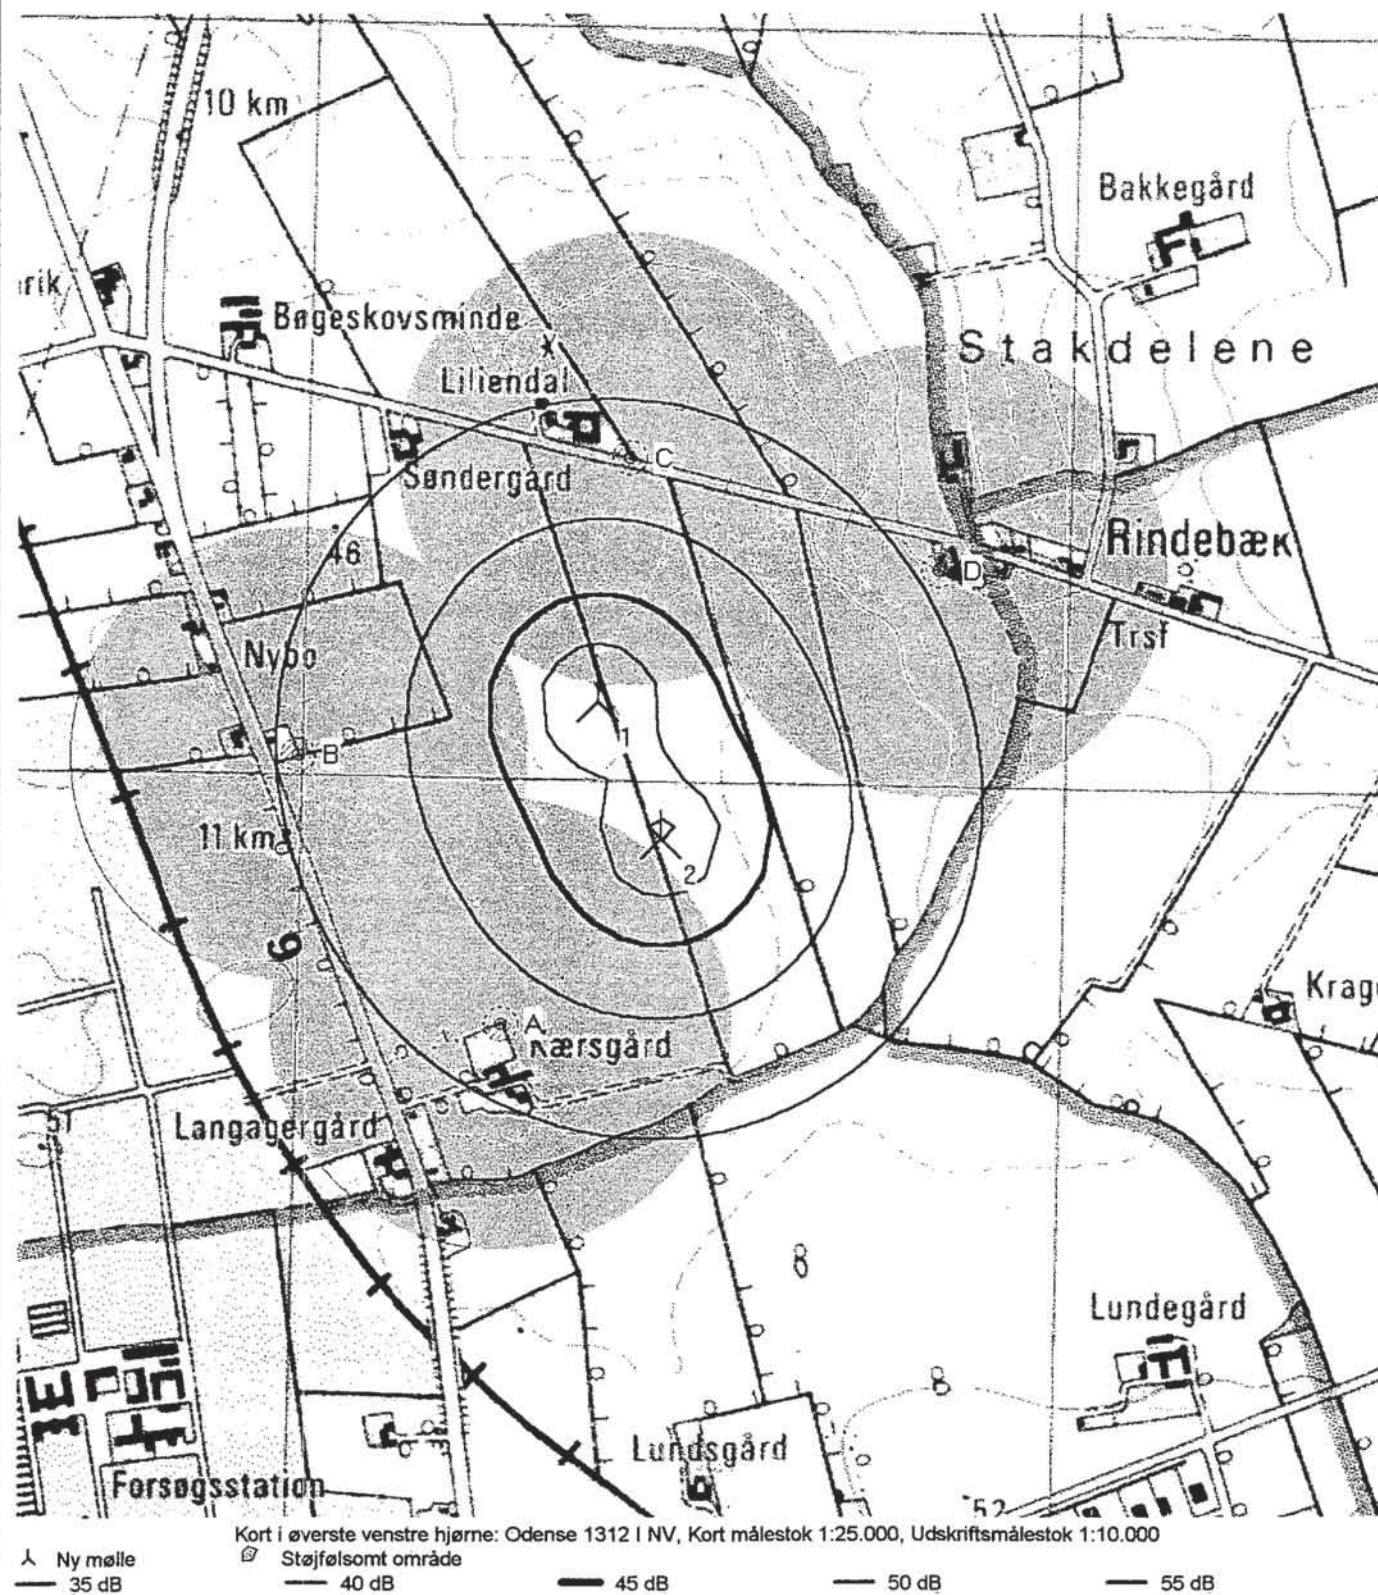 10 km
Bakkegård
rik
Bøgeskovsminde
Stakdelene
Liliendal
C
Søndergård
46
Rindebæk
D
Trsf
Nybo
1
B
11 km
2
9
Krag
A
Kærsgård
Langagergård
51
Lundegård
Lundsgård
Forsøgsstation
52
Kort i øverste venstre hjørne: Odense 1312 I NV, Kort målestok 1:25.000, Udskriftsmålestok 1:10.000
Ny mølle Støjfølsomt område
35 dB 40 dB 45 dB 50 dB 55 dB